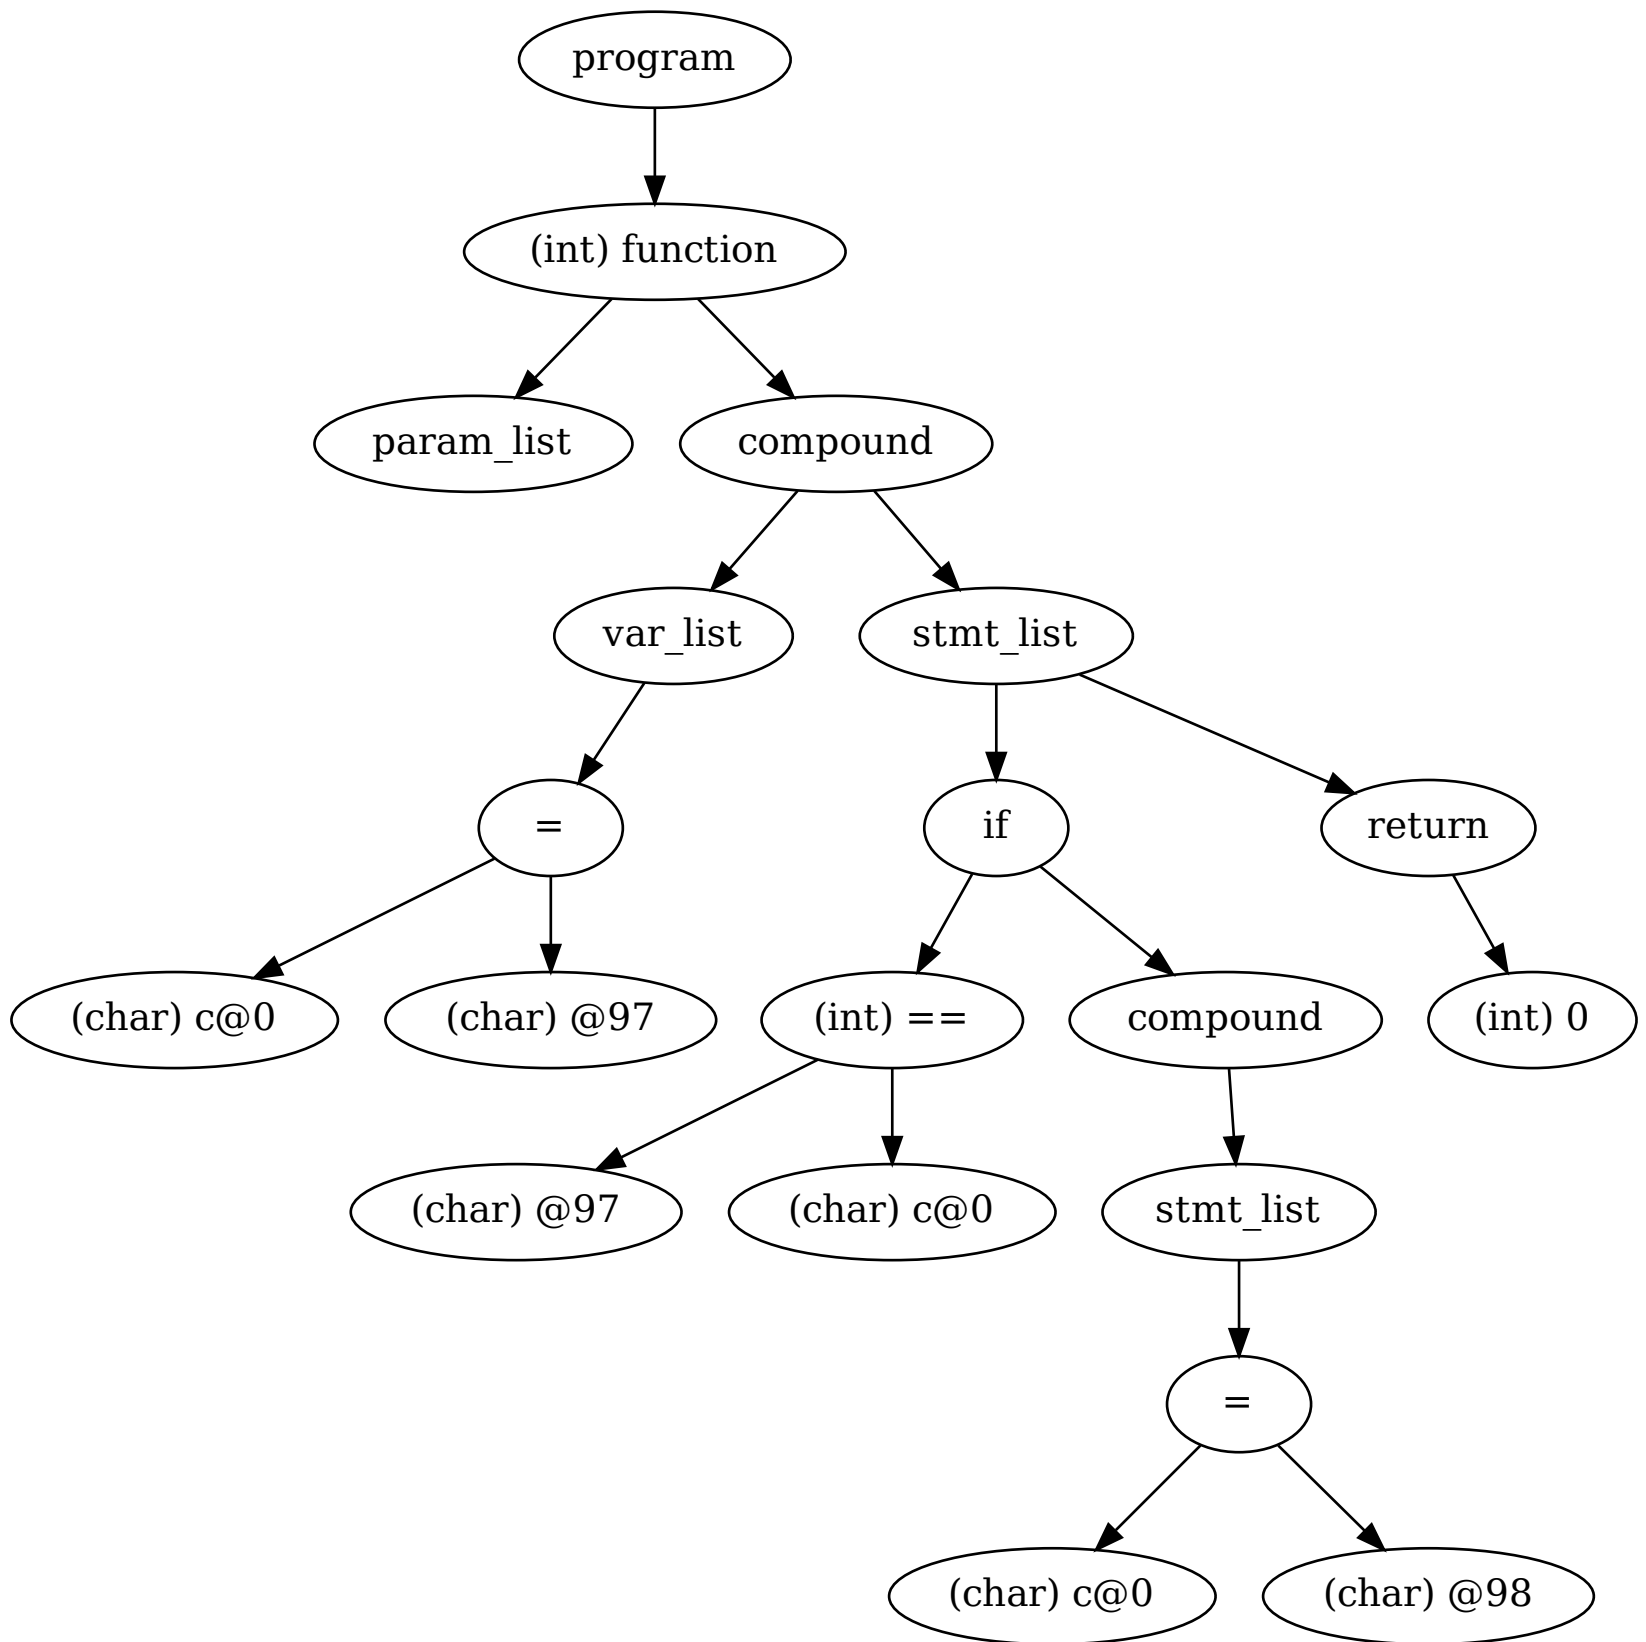 program
(int) function
param_list
compound
var_list
stmt_list
=
if
return
(char) c@0
(char) @97
(int) ==
compound
(int) 0
(char) @97
(char) c@0
stmt_list
=
(char) c@0
(char) @98